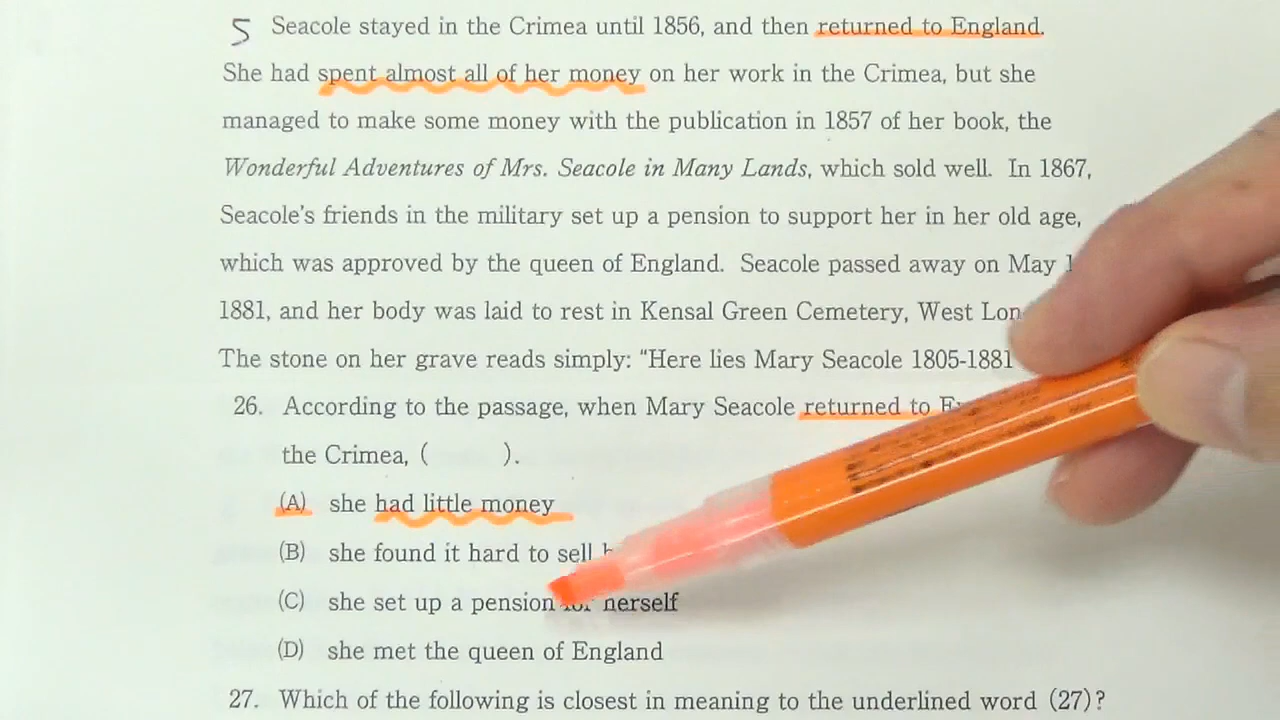 5 Seacole stayed in the Crimea until 1856, and then returned to England.
She had spent almost all of her money on her work in the Crimea, but she
managed to make some money with the publication in 1857 of her book, the
Wonderful Adventures of Mrs. Seacole in Many Lands, which sold well. In 1867,
Seacole's friends in the military set up a pension to support her in her old age,
which was approved by the queen of England. Seacole passed away on May 1
1881, and her body was laid to rest in Kensal Green Cemetery, West Lon
The stone on her grave reads simply: “Here lies Mary Seacole 1805-1881
26. According to the passage, when Mary Seacole returned to
the Crimea, ( ).
(A) she had little money
(B) she found it hard to sell
(C) she set up a pension for herself
(D) she met the queen of England
27. Which of the following is closest in meaning to the underlined word (27)?